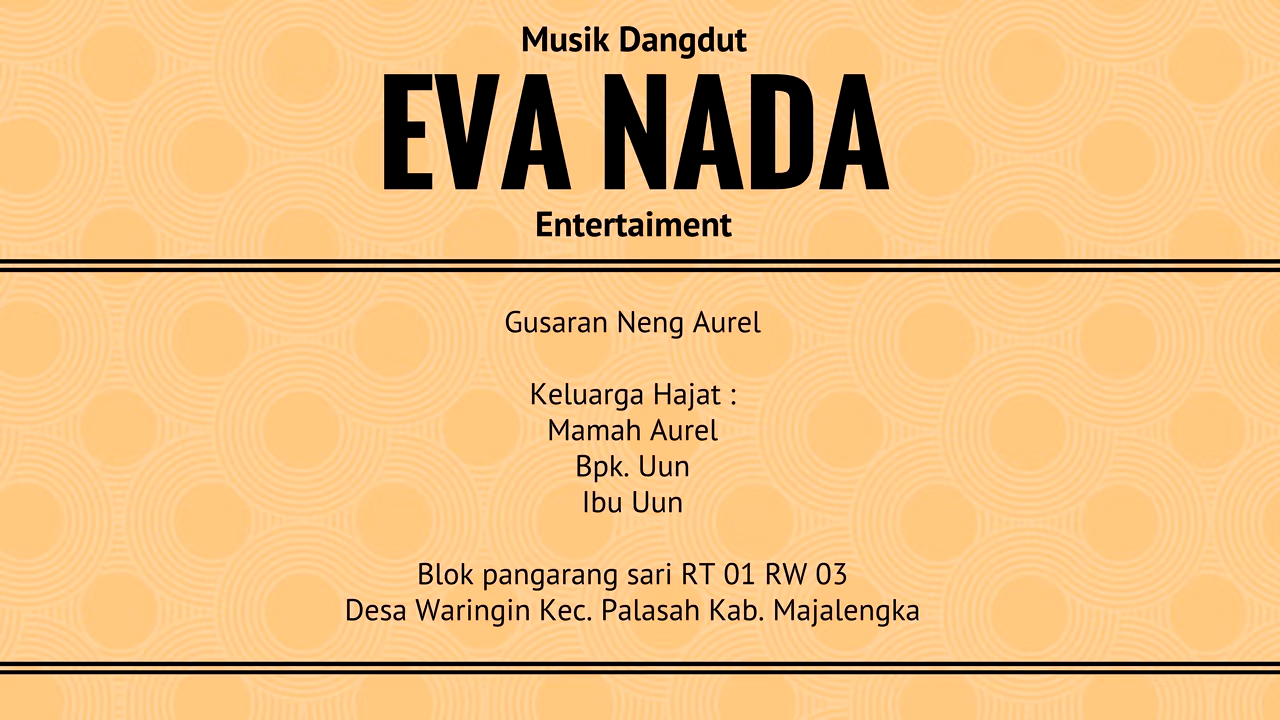 Musik Dangdut
EVA NADA
Entertaiment
Gusaran Neng Aurel
Keluarga Hajat :
Mamah Aurel
Bpk. Uun
Ibu Uun
Blok pangarang sari RT 01 RW 03
Desa Waringin Kec. Palasah Kab. Majalengka